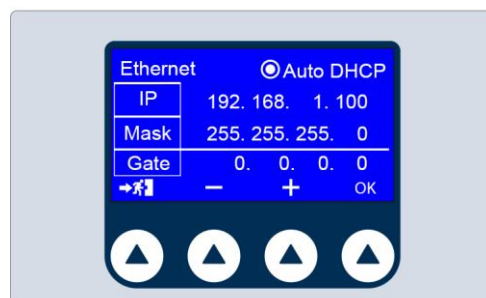 Ethernet Auto DHCP
IP 192. 168. 1. 100
Mask 255. 255. 255. 0
Gate 0. 0. 0. 0
− + OK